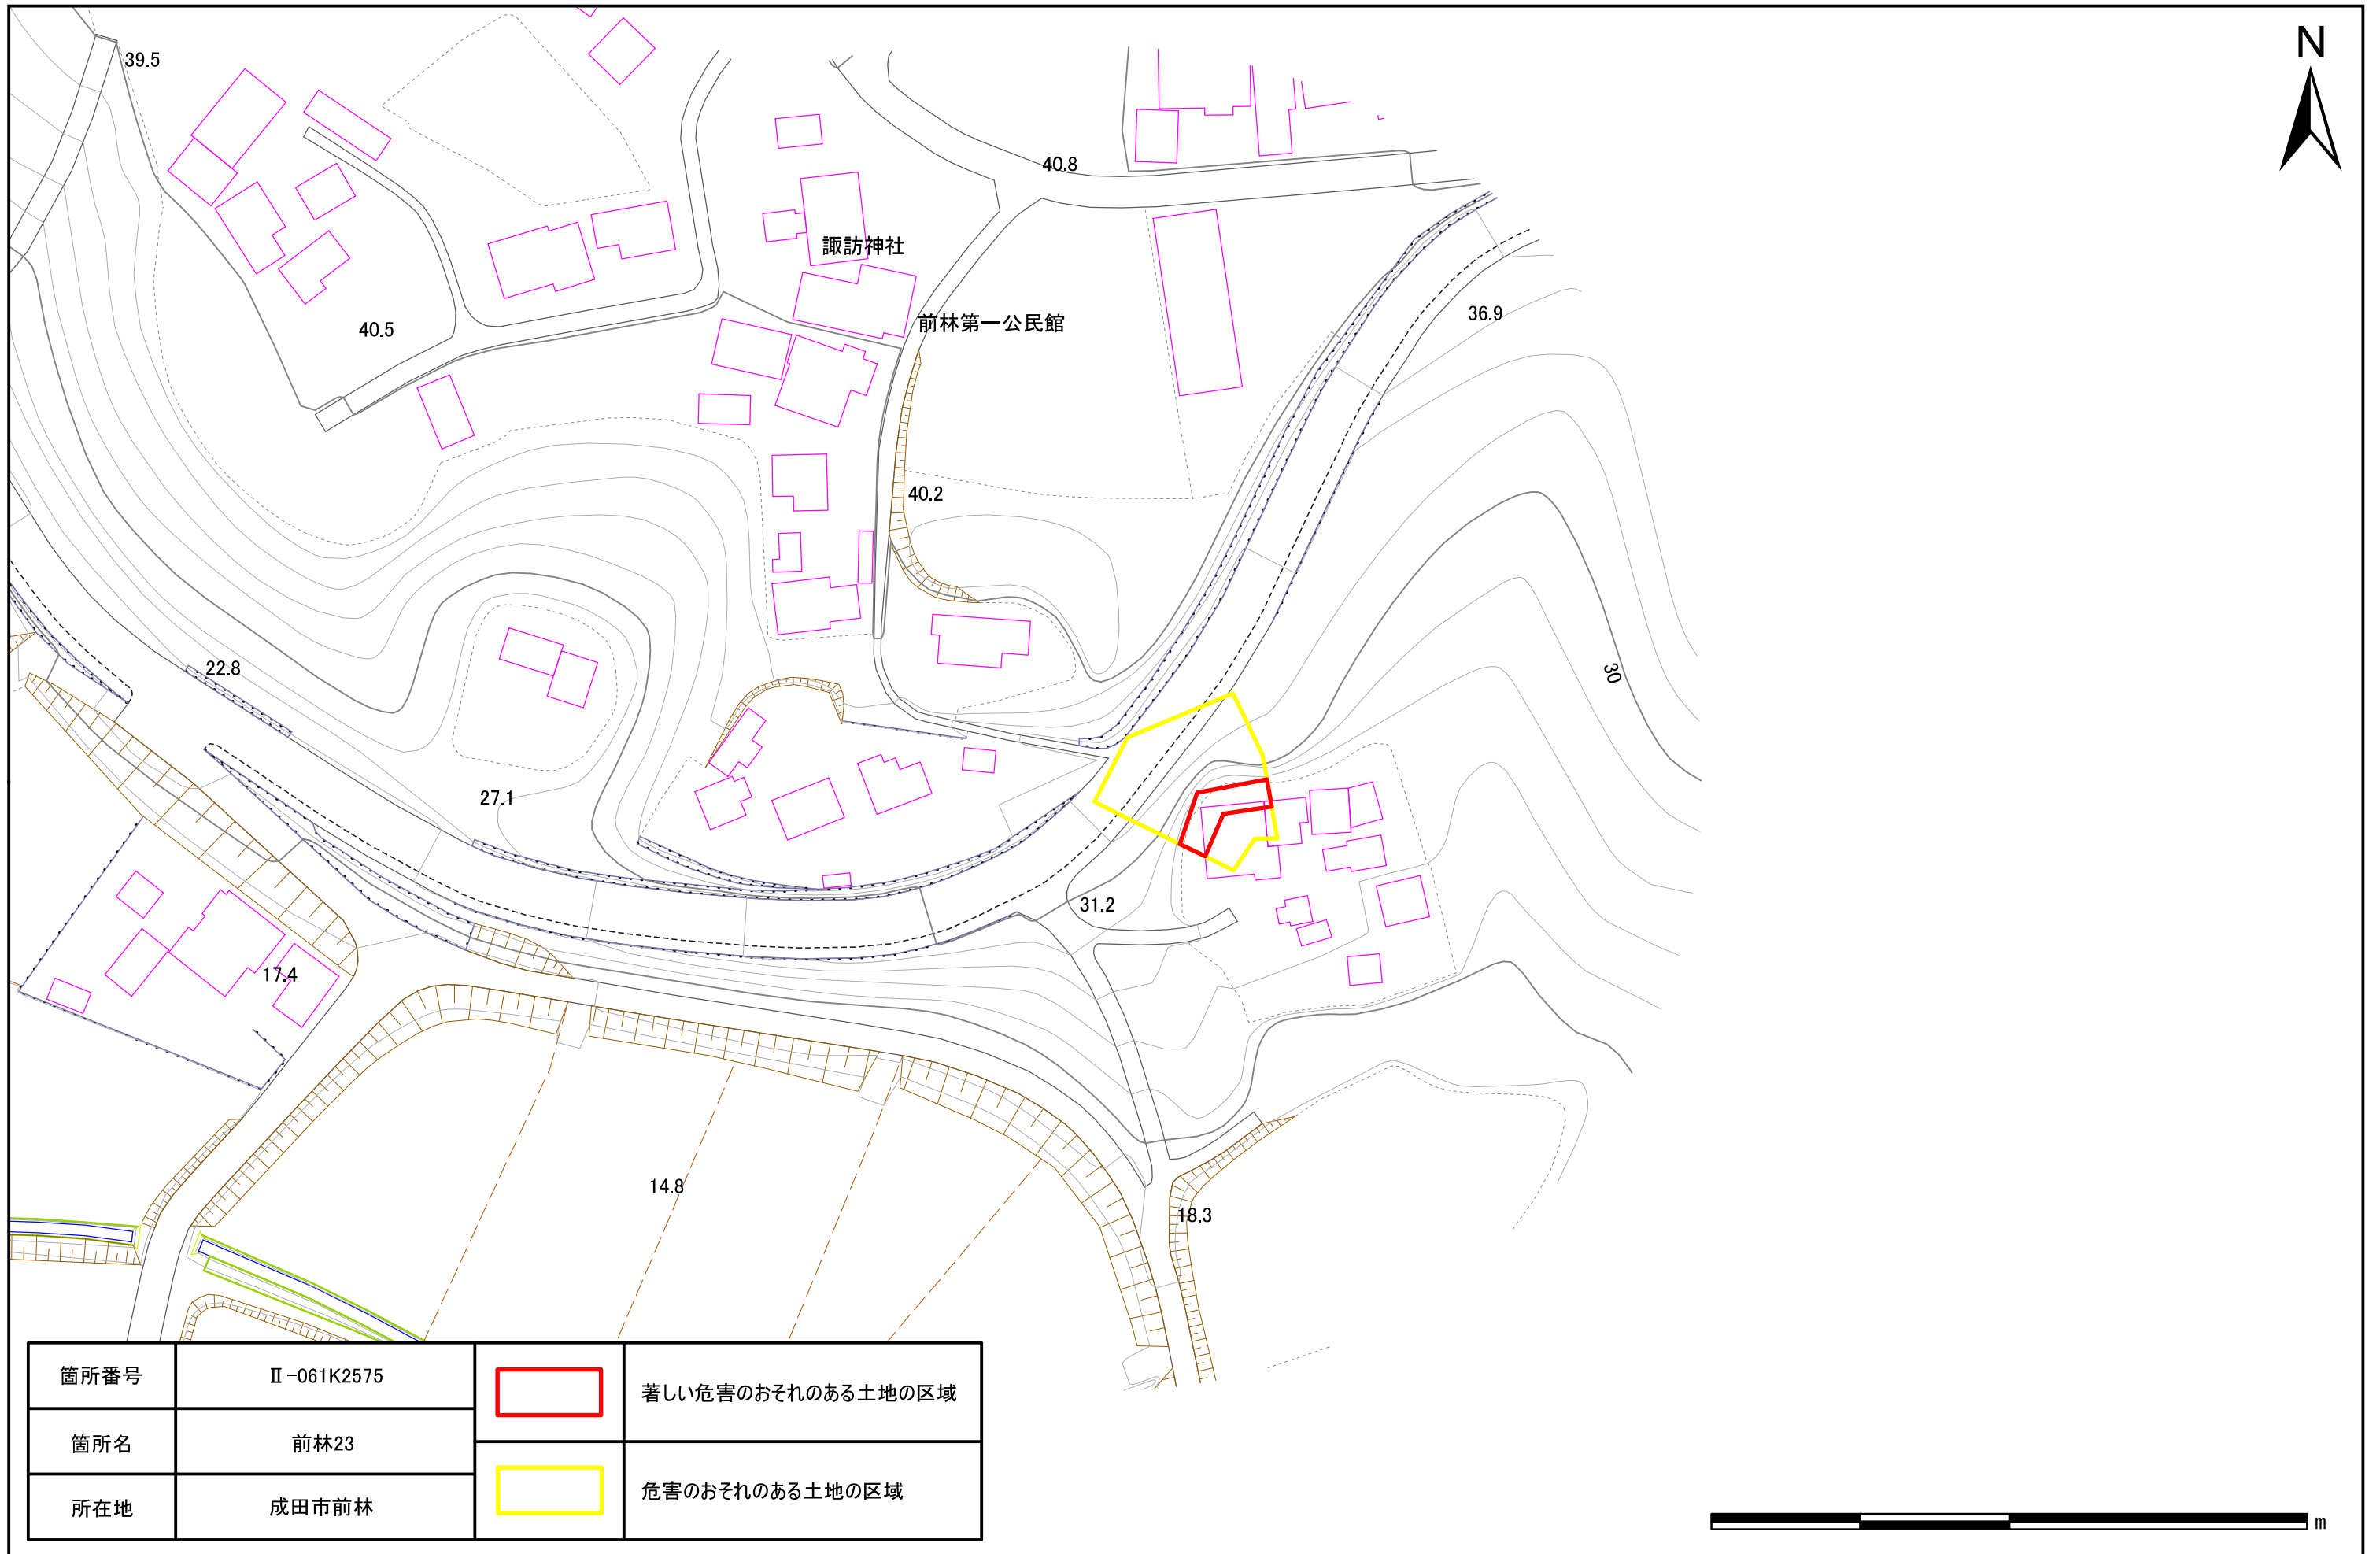 N
39.5
40.8
諏訪神社
36.9
前林第一公民館
40.5
40.2
22.8
30
27.1
31.2
17.4
14.8
18.3
箇所番号 Ⅱ-061K2575
箇所名 前林23
所在地 成田市前林
著しい危害のおそれのある土地の区域
危害のおそれのある土地の区域
m